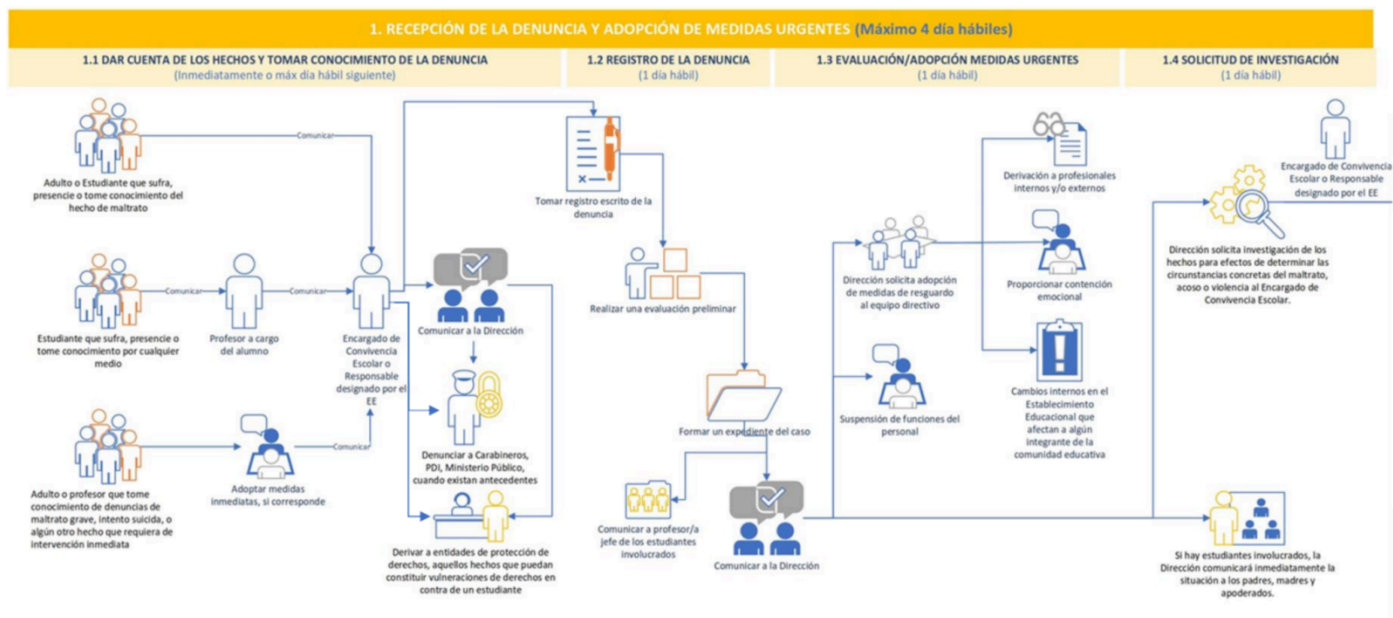 1. RECEPCIÓN DE LA DENUNCIA Y ADOPCIÓN DE MEDIDAS URGENTES (Máximo 4 día hábiles)
1.1 DAR CUENTA DE LOS HECHOS Y TOMAR CONOCIMIENTO DE LA DENUNCIA
(Inmediatamente o máx día hábil siguiente)
1.2 REGISTRO DE LA DENUNCIA
(1 día hábil)
1.3 EVALUACIÓN/ADOPCIÓN MEDIDAS URGENTES
(1 día hábil)
1.4 SOLICITUD DE INVESTIGACIÓN
(1 día hábil)
Comunicar
Adulto o Estudiante que sufra,
presencie o tome conocimiento del
hecho de maltrato
Comunicar
Comunicar
Estudiante que sufra, presencie o
tome conocimiento por cualquier
medio
Profesor a cargo
del alumno
Encargado de
Convivencia
Escolar o
Responsable
designado por el
EE
Comunicar
Adulto o profesor que tome
conocimiento de denuncias de
maltrato grave, intento suicida, o
algún otro hecho que requiera de
intervención inmediata
Adoptar medidas
inmediatas, si corresponde
Comunicar a la Dirección
Denunciar a Carabineros,
PDI, Ministerio Público,
cuando existan antecedentes
Derivar a entidades de protección de
derechos, aquellos hechos que puedan
constituir vulneraciones de derechos en
contra de un estudiante
Tomar registro escrito de la
denuncia
Realizar una evaluación preliminar
Formar un expediente del caso
Comunicar a profesor/a
jefe de los estudiantes
involucrados
Comunicar a la Dirección
Dirección solicita adopción
de medidas de resguardo
al equipo directivo
Suspensión de funciones del
personal
Derivación a profesionales
internos y/o externos
Proporcionar contención
emocional
Cambios internos en el
Establecimiento
Educacional que
afectan a algún
integrante de la
comunidad educativa
Encargado de Convivencia
Escolar o Responsable
designado por el EE
Dirección solicita investigación de los
hechos para efectos de determinar las
circunstancias concretas del maltrato,
acoso o violencia al Encargado de
Convivencia Escolar.
Si hay estudiantes involucrados, la
Dirección comunicará inmediatamente la
situación a los padres, madres y
apoderados.